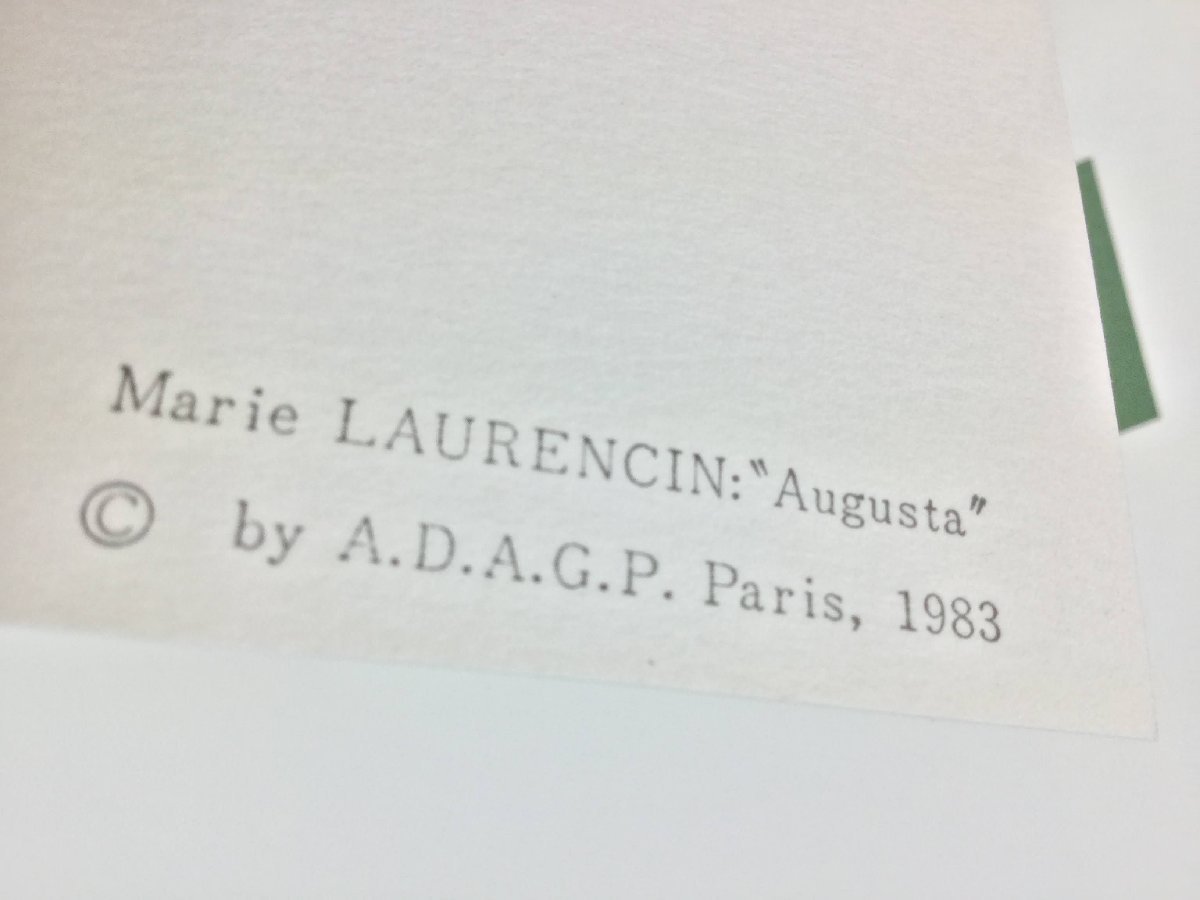 Marie LAURENCIN:〝Augusta〞
© by A.D.A.G.P. Paris, 1983